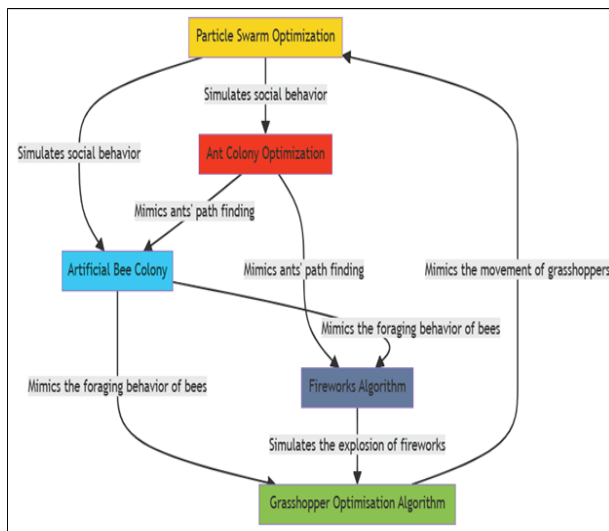 Particle Swarm Optimization
Simulates social behavior
Simulates social behavior
Ant Colony Optimization
Mimics ants' path finding
Artificial Bee Colony
Mimics ants' path finding
Mimics the movement of grasshoppers
Mimics the foraging behavior of bees
Mimics the foraging behavior of bees
Fireworks Algorithm
Simulates the explosion of fireworks
Grasshopper Optimisation Algorithm